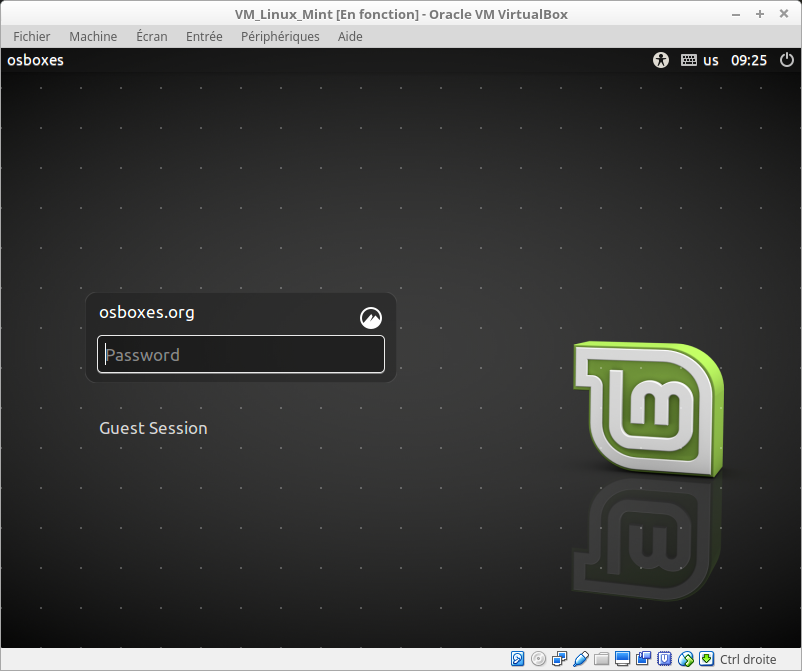 VM_Linux_Mint [En fonction] - Oracle VM VirtualBox
Fichier Machine Écran Entrée Périphériques Aide
osboxes us 09:25
osboxes.org
Password
Guest Session
Ctrl droite